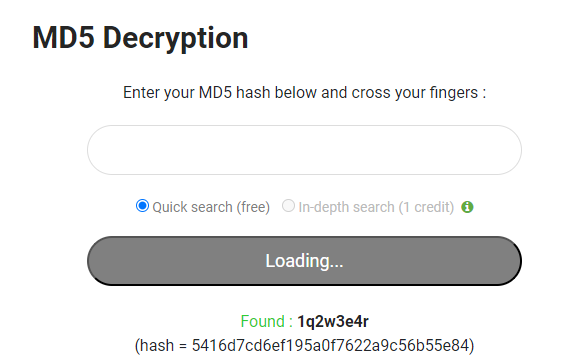 MD5 Decryption
Enter your MD5 hash below and cross your fingers :
Quick search (free) In-depth search (1 credit)
Loading...
Found : 1q2w3e4r
(hash = 5416d7cd6ef195a0f7622a9c56b55e84)